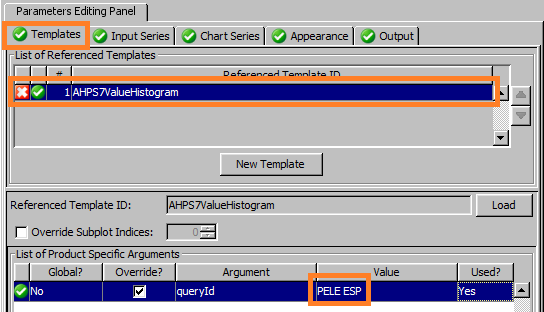 Parameters Editing Panel
Templates Input Series Chart Series Appearance Output
List of Referenced Templates
# Referenced Template ID
1 AHPS7ValueHistogram
New Template
Referenced Template ID: AHPS7ValueHistogram Load
Override Subplot Indices: 0
List of Product Specific Arguments
Global? Override? Argument Value Used?
No queryId PELE ESP Yes